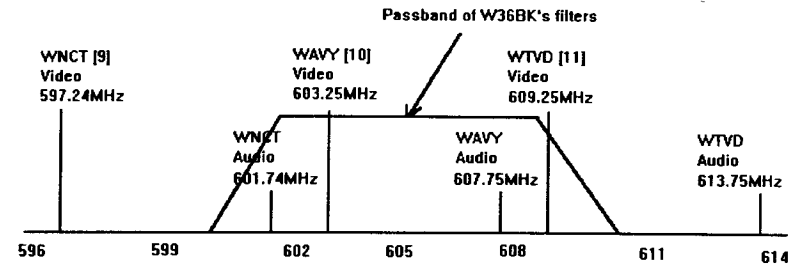 Passband of W36BK's filters
WNCT [9]
Video
597.24MHz
WAVY [10]
Video
603.25MHz
WTVD [11]
Video
609.25MHz
WNCT
Audio
601.74MHz
WAVY
Audio
607.75MHz
WTVD
Audio
613.75MHz
596 599 602 605 608 611 614